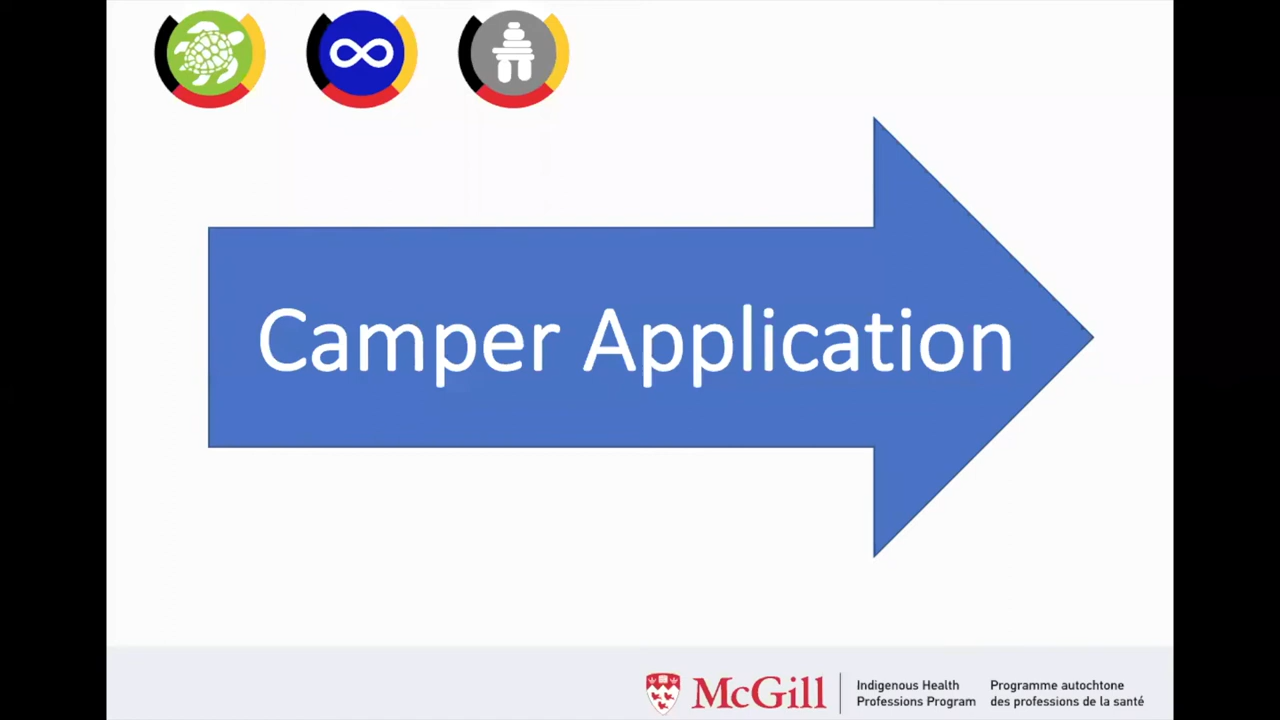 Camper Application
McGill
Indigenous Health
Professions Program
Programme autochtone
des professions de la santé